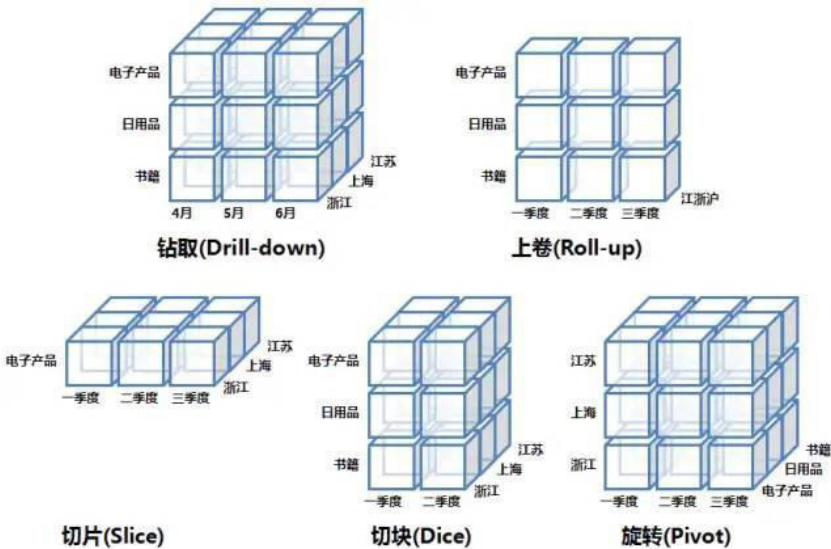 电子产品
日用品
书籍
4月 5月 6月
浙江
上海
江苏
钻取(Drill-down)
电子产品
日用品
书籍
一季度 二季度 三季度
江浙沪
上卷(Roll-up)
电子产品
一季度 二季度 三季度
浙江
上海
江苏
切片(Slice)
电子产品
日用品
书籍
一季度 二季度
浙江
上海
江苏
切块(Dice)
江苏
上海
浙江
一季度 二季度 三季度
电子产品
日用品
书籍
旋转(Pivot)